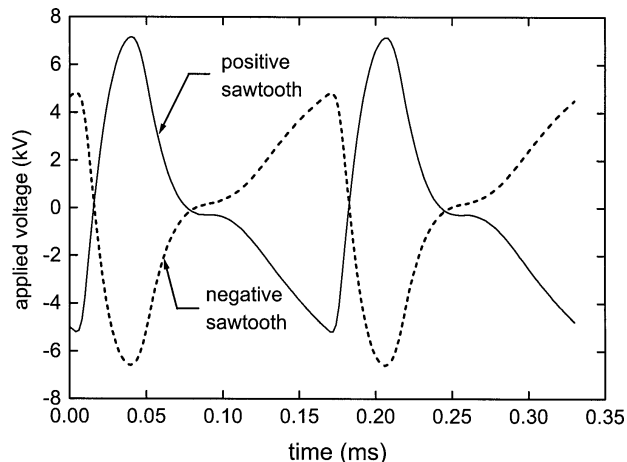 8
6
4
2
0
-2
-4
-6
-8
applied voltage (kV)
positive
sawtooth
negative
sawtooth
0.00 0.05 0.10 0.15 0.20 0.25 0.30 0.35
time (ms)